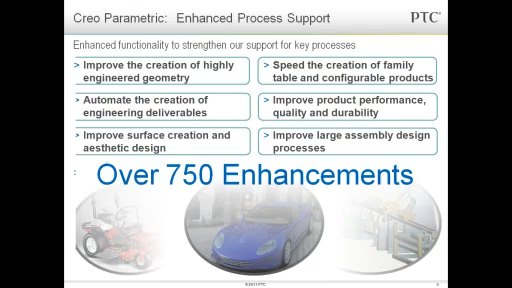 Creo Parametric: Enhanced Process Support
PTC®
Enhanced functionality to strengthen our support for key processes
> Improve the creation of highly
engineered geometry
> Speed the creation of family
table and configurable products
> Automate the creation of
engineering deliverables
> Improve product performance,
quality and durability
> Improve surface creation and
aesthetic design
> Improve large assembly design
processes
:
Over 750 Enhancements
© 2011 PTC